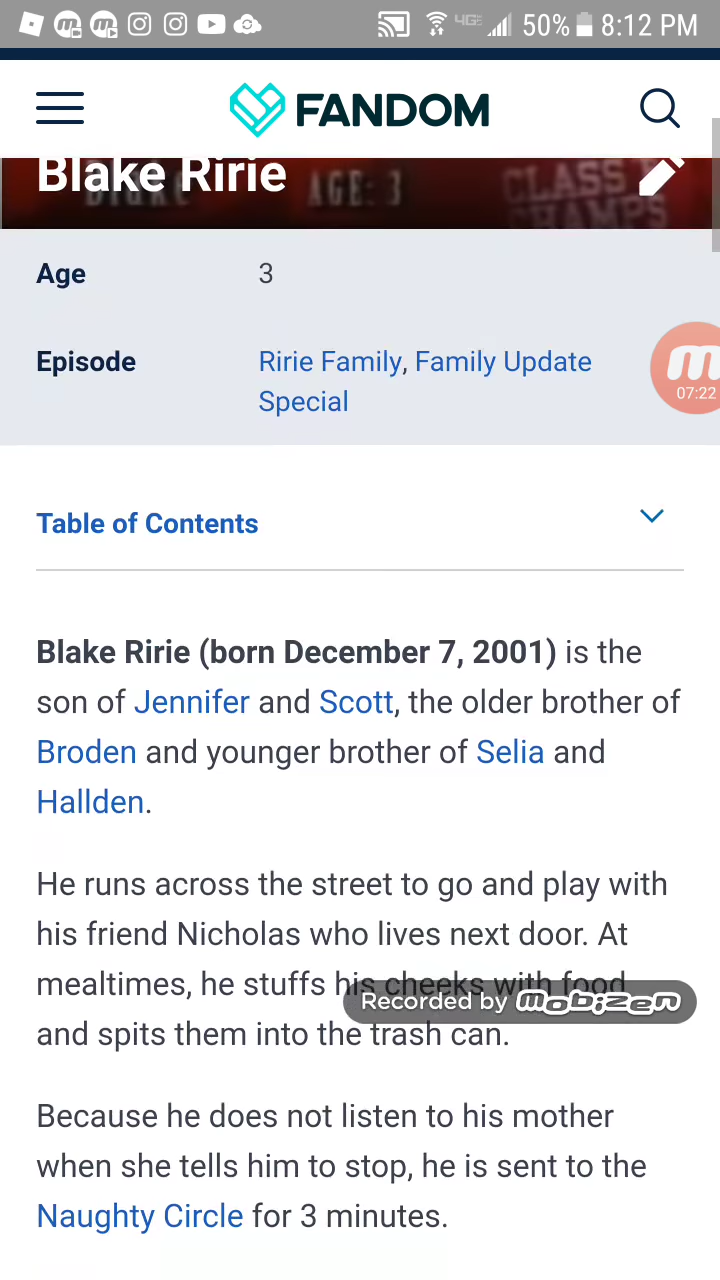 50% 8:12 PM
FANDOM
Blake Ririe
AGE: 3
CLASS
CHAMPS
Age 3
Episode Ririe Family, Family Update
Special
07:22
Table of Contents
Blake Ririe (born December 7, 2001) is the
son of Jennifer and Scott, the older brother of
Broden and younger brother of Selia and
Hallden.
He runs across the street to go and play with
his friend Nicholas who lives next door. At
mealtimes, he stuffs his cheeks with food
Recorded by mobizen
and spits them into the trash can.
Because he does not listen to his mother
when she tells him to stop, he is sent to the
Naughty Circle for 3 minutes.